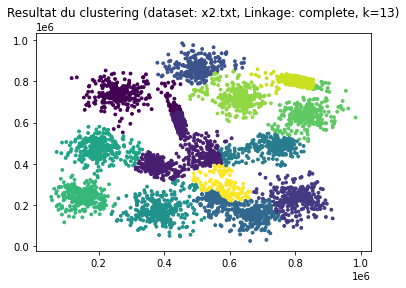 Resultat du clustering (dataset: x2.txt, Linkage: complete, k=13)
1e6
1.0
0.8
0.6
0.4
0.2
0.0
0.2 0.4 0.6 0.8 1.0
1e6